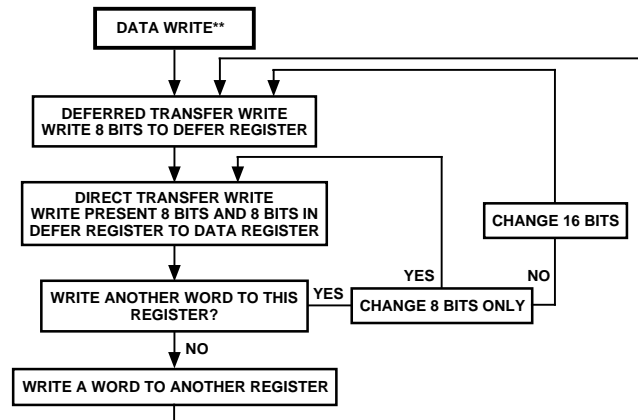 DATA WRITE**
DEFERRED TRANSFER WRITE
WRITE 8 BITS TO DEFER REGISTER
DIRECT TRANSFER WRITE
WRITE PRESENT 8 BITS AND 8 BITS IN
DEFER REGISTER TO DATA REGISTER
CHANGE 16 BITS
YES
NO
WRITE ANOTHER WORD TO THIS
REGISTER?
YES
CHANGE 8 BITS ONLY
NO
WRITE A WORD TO ANOTHER REGISTER